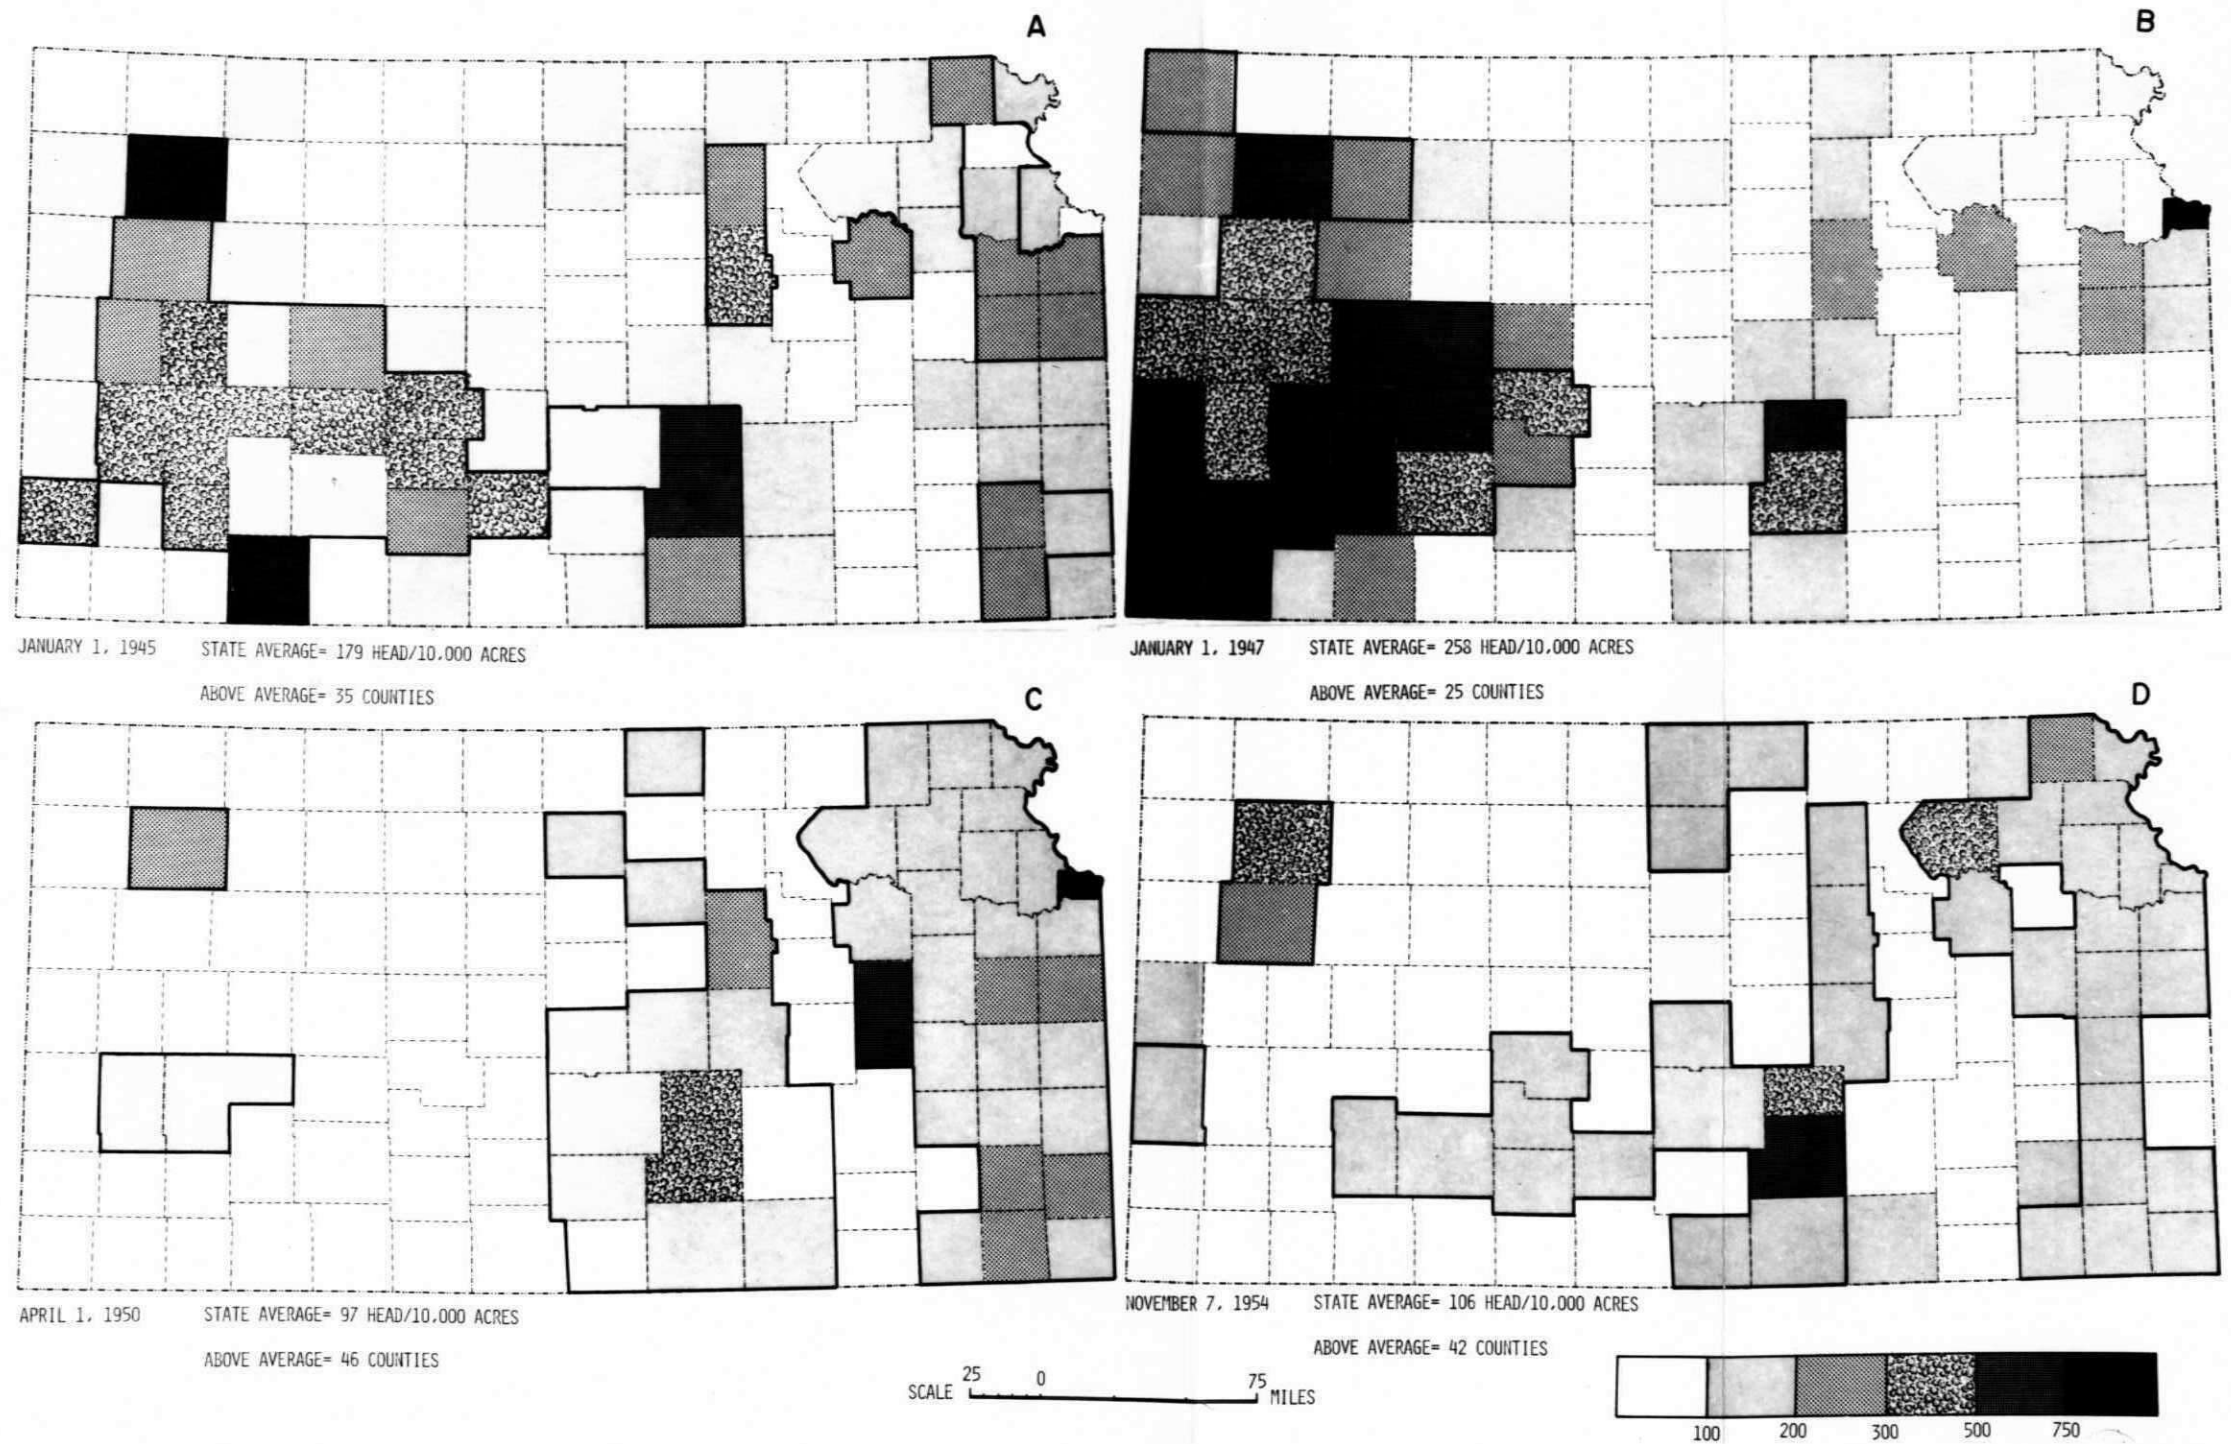 A
B
JANUARY 1, 1945 STATE AVERAGE= 179 HEAD/10,000 ACRES
ABOVE AVERAGE= 35 COUNTIES
JANUARY 1, 1947 STATE AVERAGE= 258 HEAD/10,000 ACRES
ABOVE AVERAGE= 25 COUNTIES
C
D
APRIL 1, 1950 STATE AVERAGE= 97 HEAD/10,000 ACRES
ABOVE AVERAGE= 46 COUNTIES
NOVEMBER 7, 1954 STATE AVERAGE= 106 HEAD/10,000 ACRES
ABOVE AVERAGE= 42 COUNTIES
25 0 75
SCALE MILES
100 200 300 500 750